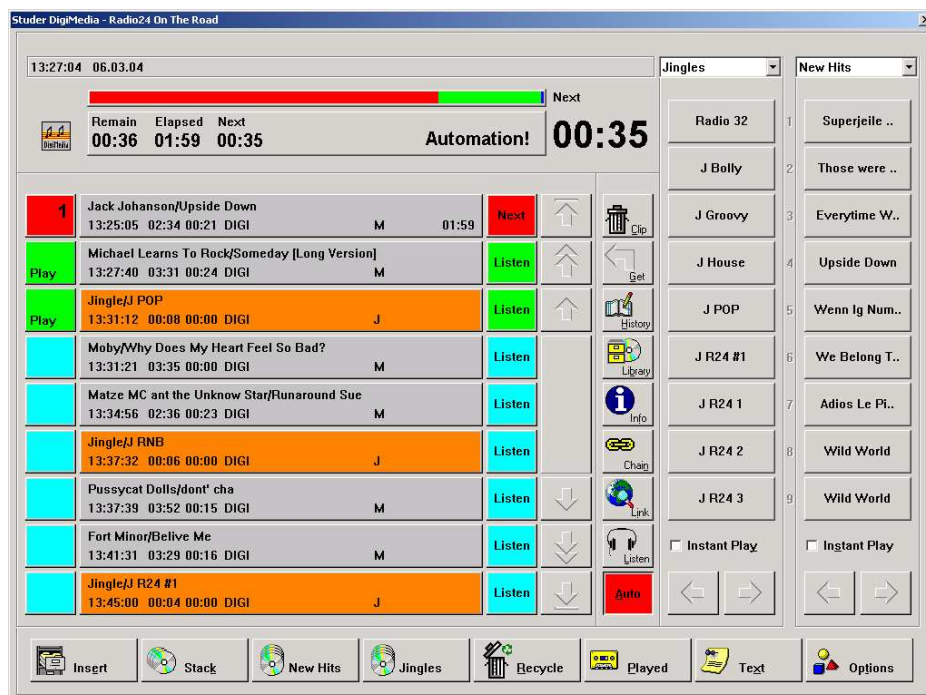 Studer DigiMedia - Radio24 On The Road
13:27:04 06.03.04
Jingles
New Hits
Next
DigiMedia
Remain Elapsed Next
00:36 01:59 00:35
Automation!
00:35
1
Jack Johanson/Upside Down
13:25:05 02:34 00:21 DIGI M 01:59
Next
Clip
Play
Michael Learns To Rock/Someday [Long Version]
13:27:40 03:31 00:24 DIGI M
Listen
Get
Play
Jingle/J POP
13:31:12 00:08 00:00 DIGI J
Listen
History
Moby/Why Does My Heart Feel So Bad?
13:31:21 03:35 00:00 DIGI M
Listen
Library
Matze MC ant the Unknow Star/Runaround Sue
13:34:56 02:36 00:23 DIGI M
Listen
Info
Jingle/J RNB
13:37:32 00:06 00:00 DIGI J
Listen
Chain
Pussycat Dolls/dont' cha
13:37:39 03:52 00:15 DIGI M
Listen
Link
Fort Minor/Belive Me
13:41:31 03:29 00:16 DIGI M
Listen
Listen
Jingle/J R24 #1
13:45:00 00:04 00:00 DIGI J
Listen
Auto
Radio 32 1 Superjeile ..
J Bolly 2 Those were ..
J Groovy 3 Everytime W..
J House 4 Upside Down
J POP 5 Wenn Ig Num..
J R24 #1 6 We Belong T..
J R24 1 7 Adios Le Pi..
J R24 2 8 Wild World
J R24 3 9 Wild World
Instant Play
Instant Play
Insert
Stack
New Hits
Jingles
Recycle
Played
Text
Options